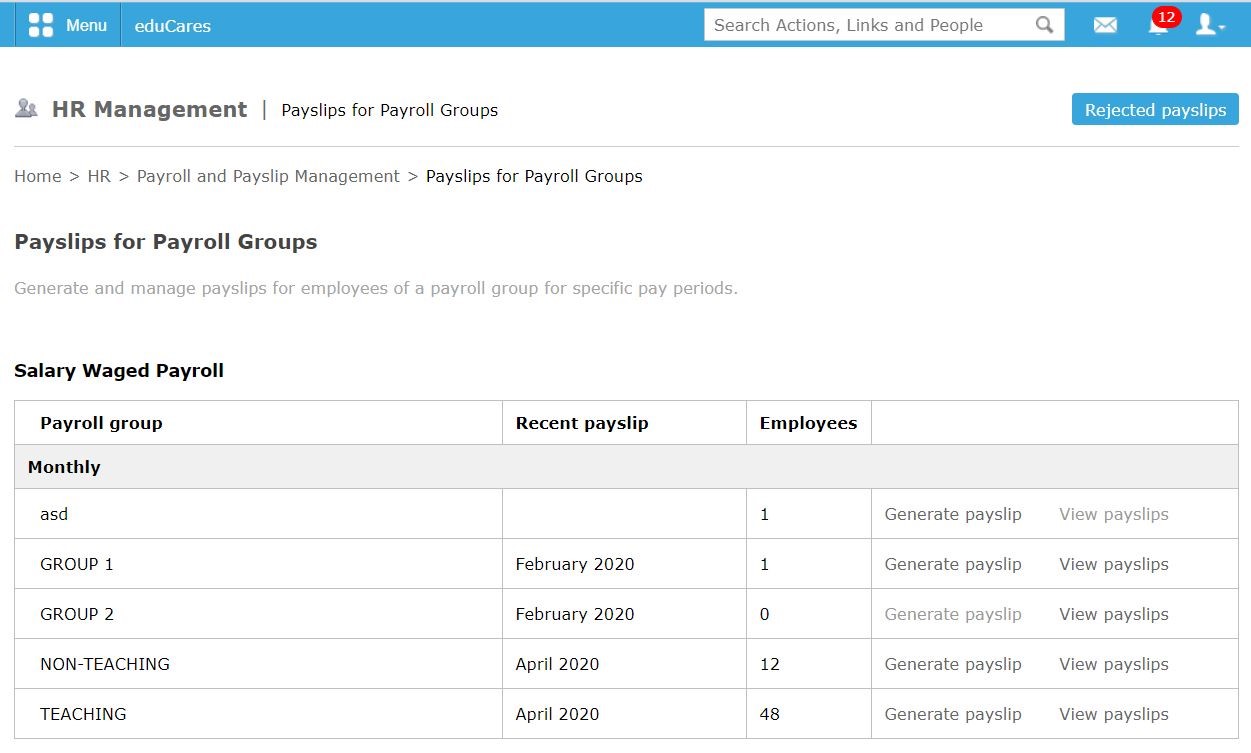 Menu eduCares Search Actions, Links and People 12
HR Management | Payslips for Payroll Groups Rejected payslips
Home > HR > Payroll and Payslip Management > Payslips for Payroll Groups
Payslips for Payroll Groups
Generate and manage payslips for employees of a payroll group for specific pay periods.
Salary Waged Payroll
Payroll group Recent payslip Employees
Monthly
asd 1 Generate payslip View payslips
GROUP 1 February 2020 1 Generate payslip View payslips
GROUP 2 February 2020 0 Generate payslip View payslips
NON-TEACHING April 2020 12 Generate payslip View payslips
TEACHING April 2020 48 Generate payslip View payslips